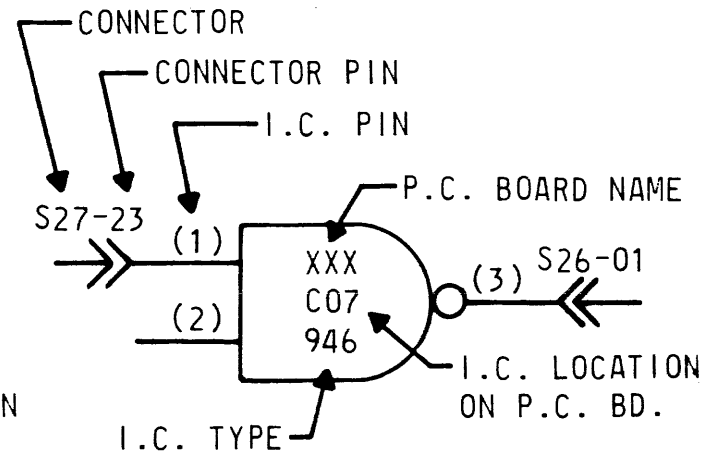 CONNECTOR
CONNECTOR PIN
I.C. PIN
P.C. BOARD NAME
S27-23
(1)
XXX
S26-01
(3)
C07
(2)
946
I.C. LOCATION
ON P.C. BD.
N
I.C. TYPE